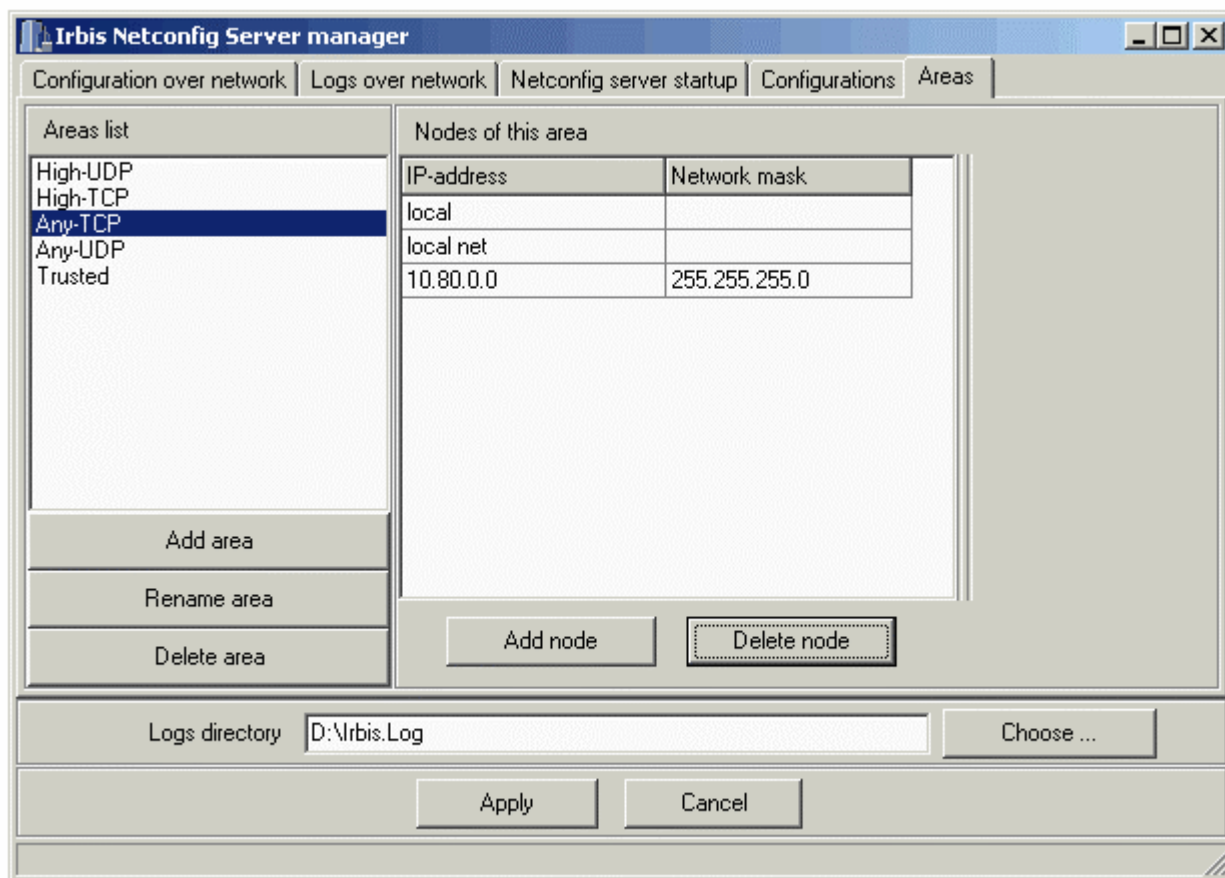 Irbis Netconfig Server manager
Configuration over network Logs over network Netconfig server startup Configurations Areas
Areas list
High-UDP
High-TCP
Any-TCP
Any-UDP
Trusted
Add area
Rename area
Delete area
Nodes of this area
IP-address Network mask
local
local net
10.80.0.0 255.255.255.0
Add node Delete node
Logs directory D:\Irbis.Log Choose ...
Apply Cancel